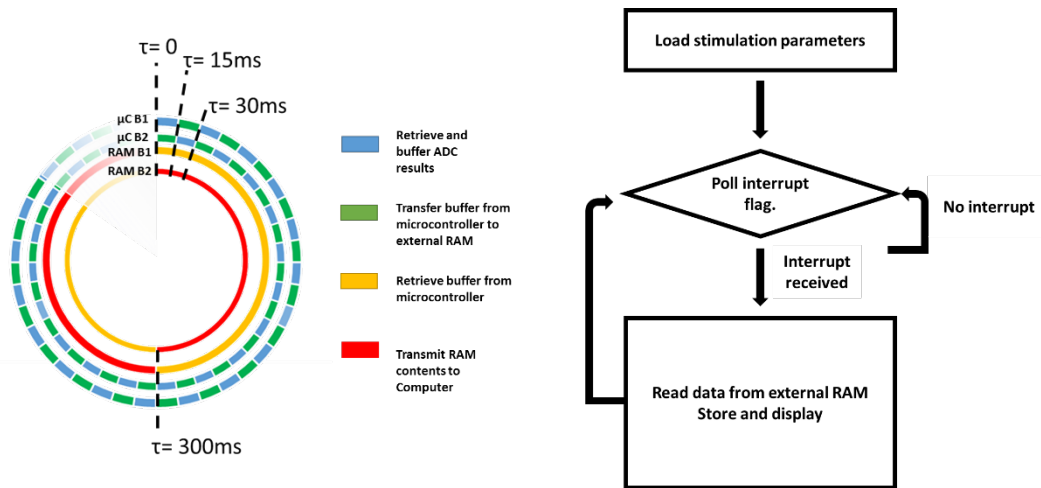 τ= 0
τ= 15ms
τ= 30ms
µC B1
µC B2
RAM B1
RAM B2
τ= 300ms
Retrieve and
buffer ADC
results
Transfer buffer from
microcontroller to
external RAM
Retrieve buffer from
microcontroller
Transmit RAM
contents to
Computer
Load stimulation parameters
Poll interrupt
flag.
No interrupt
Interrupt
received
Read data from external RAM
Store and display